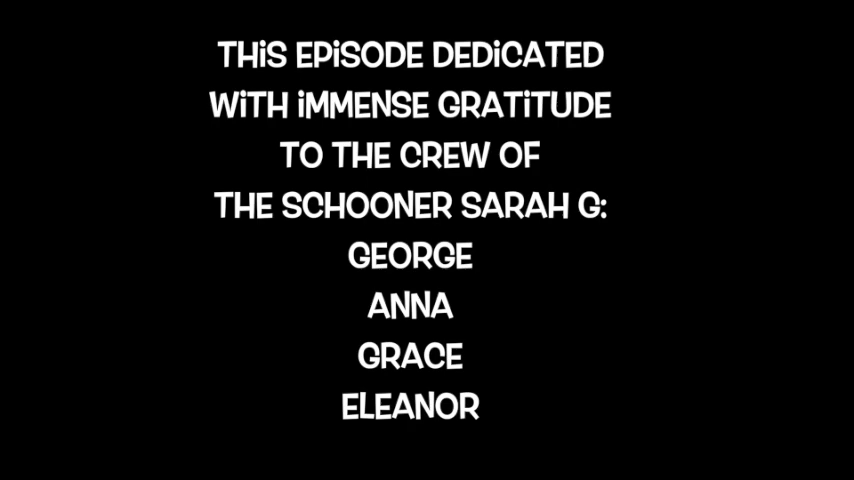 THiS EPiSODE DEDiCATED
WiTH iMMENSE GRATiTUDE
TO THE CREW OF
THE SCHOONER SARAH G:
GEORGE
ANNA
GRACE
ELEANOR